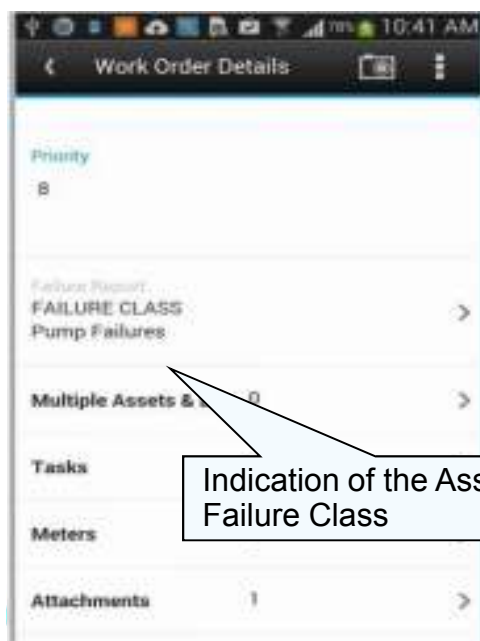 10:41 AM
Work Order Details
Priority
8
Failure Report
FAILURE CLASS
Pump Failures
Multiple Assets & 0
Tasks
Indication of the Ass
Failure Class
Meters
Attachments 1